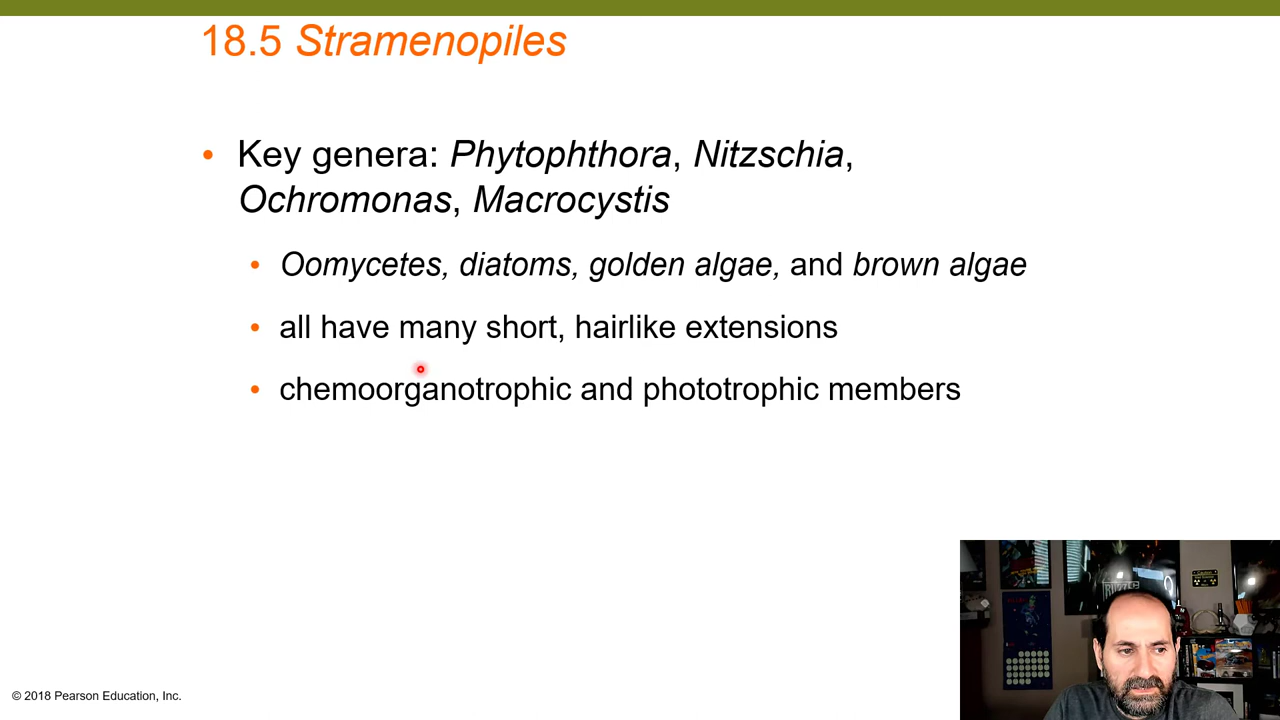 18.5 Stramenopiles
• Key genera: Phytophthora, Nitzschia,
Ochromonas, Macrocystis
• Oomycetes, diatoms, golden algae, and brown algae
• all have many short, hairlike extensions
• chemoorganotrophic and phototrophic members
© 2018 Pearson Education, Inc.